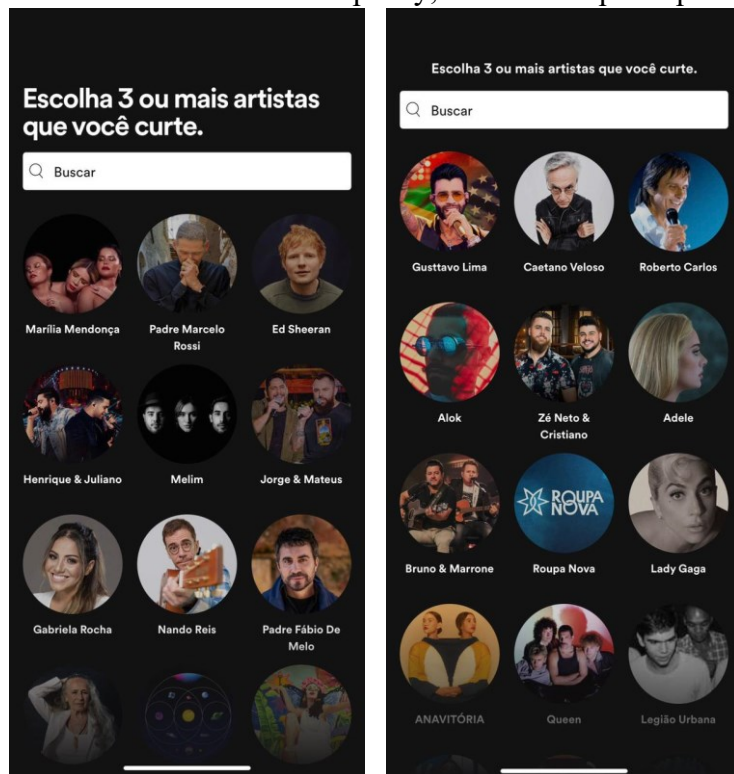 Escolha 3 ou mais artistas
que você curte.
Buscar
Marília Mendonça
Padre Marcelo
Rossi
Ed Sheeran
Henrique & Juliano
Melim
Jorge & Mateus
Gabriela Rocha
Nando Reis
Padre Fábio De
Melo
Escolha 3 ou mais artistas que você curte.
Buscar
Gusttavo Lima
Caetano Veloso
Roberto Carlos
Alok
Zé Neto &
Cristiano
Adele
ROUPA
NOVA
Bruno & Marrone
Roupa Nova
Lady Gaga
ANAVITÓRIA
Queen
Legião Urbana